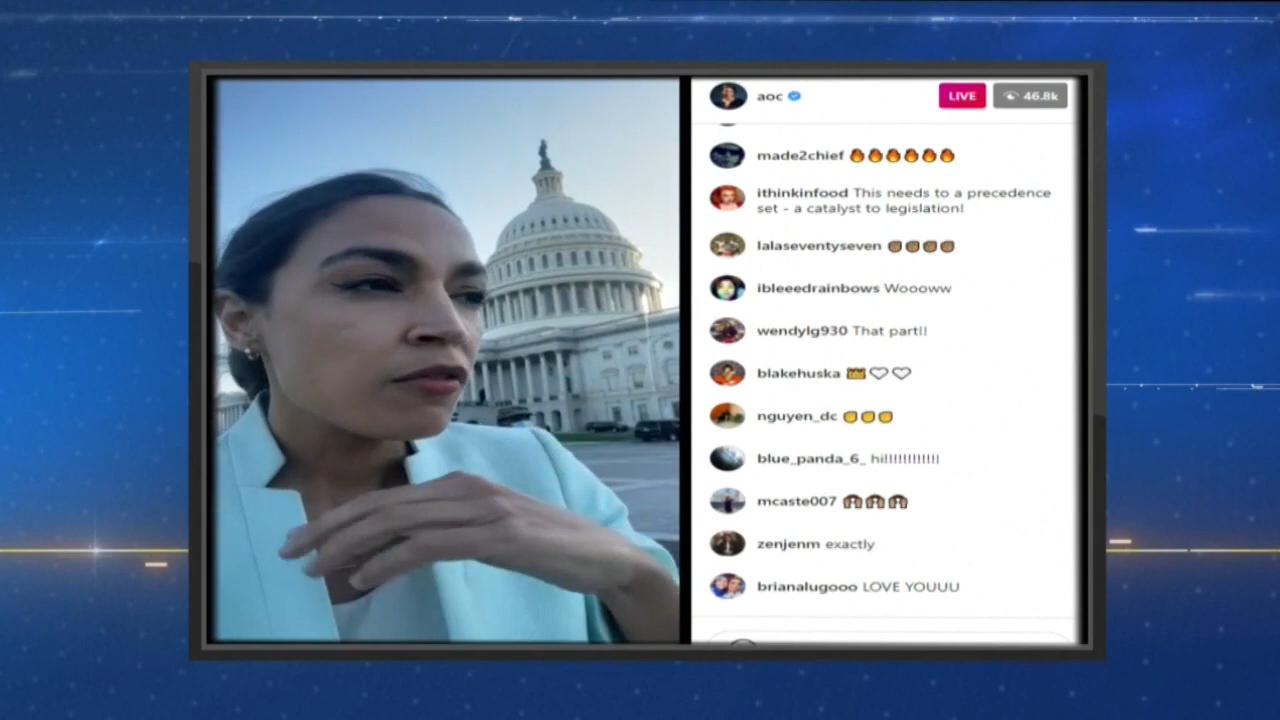 aoc
LIVE
46.8k
made2chief 🔥🔥🔥🔥🔥🔥
ithinkinfood This needs to a precedence
set - a catalyst to legislation!
lalaseventyseven ✊🏽✊🏽✊🏽✊🏽
ibleeedrainbows Woooww
wendylg930 That part!!
blakehuska 👑🤍🤍
nguyen_dc ✊✊✊
blue_panda_6_ hi!!!!!!!!!!!!
mcaste007
zenjenm exactly
brianalugooo LOVE YOUUU